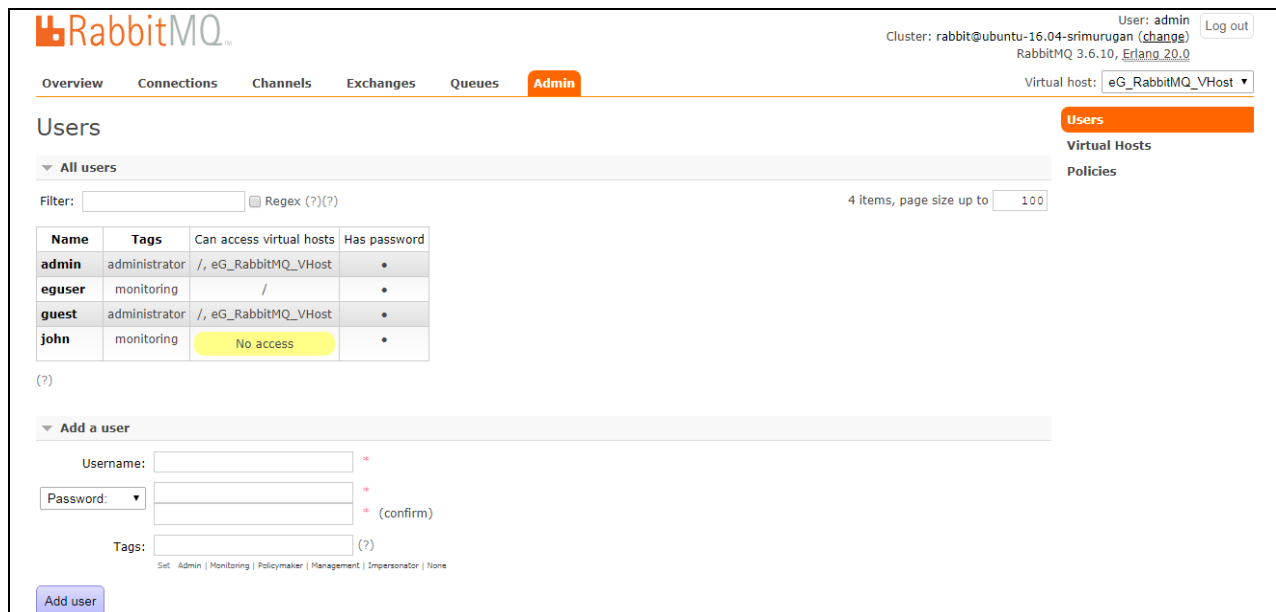 RabbitMQ™
User: admin
Log out
Cluster: rabbit@ubuntu-16.04-srimurugan (change)
RabbitMQ 3.6.10, Erlang 20.0
Overview Connections Channels Exchanges Queues Admin
Virtual host: eG_RabbitMQ_VHost
Users
Users
Virtual Hosts
Policies
All users
Filter: Regex (?)(?)
4 items, page size up to 100
Name Tags Can access virtual hosts Has password
admin administrator /, eG_RabbitMQ_VHost •
eguser monitoring / •
guest administrator /, eG_RabbitMQ_VHost •
john monitoring No access •
(?)
Add a user
Username: *
Password: *
* (confirm)
Tags: (?)
Set Admin | Monitoring | Policymaker | Management | Impersonator | None
Add user